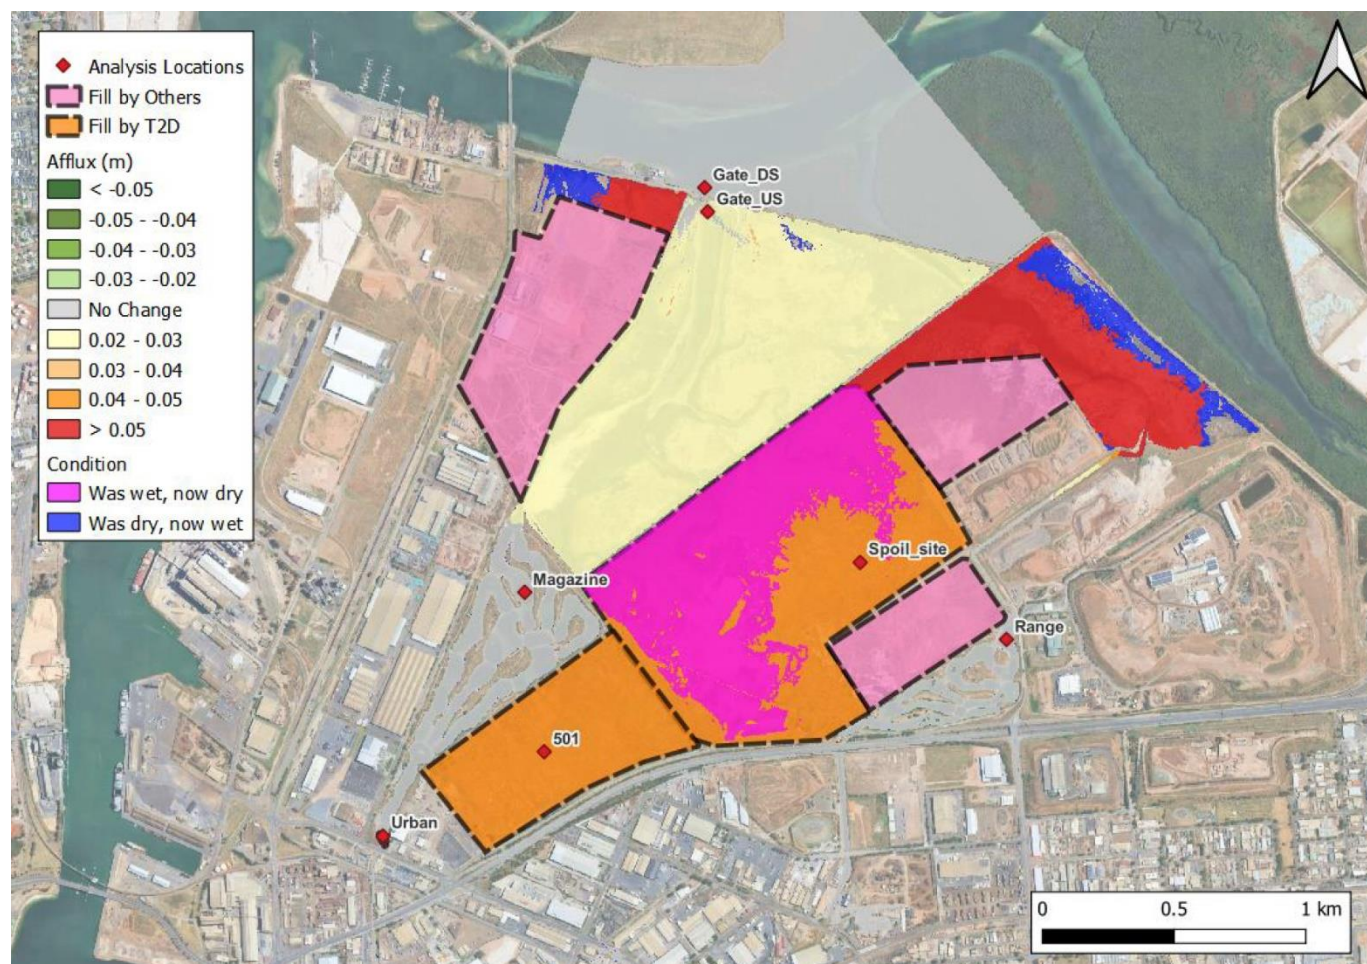 Analysis Locations
Fill by Others
Fill by T2D
Afflux (m)
< -0.05
-0.05 - -0.04
-0.04 - -0.03
-0.03 - -0.02
No Change
0.02 - 0.03
0.03 - 0.04
0.04 - 0.05
> 0.05
Condition
Was wet, now dry
Was dry, now wet
Gate_DS
Gate_US
Magazine
Spoil_site
Range
501
Urban
0 0.5 1 km